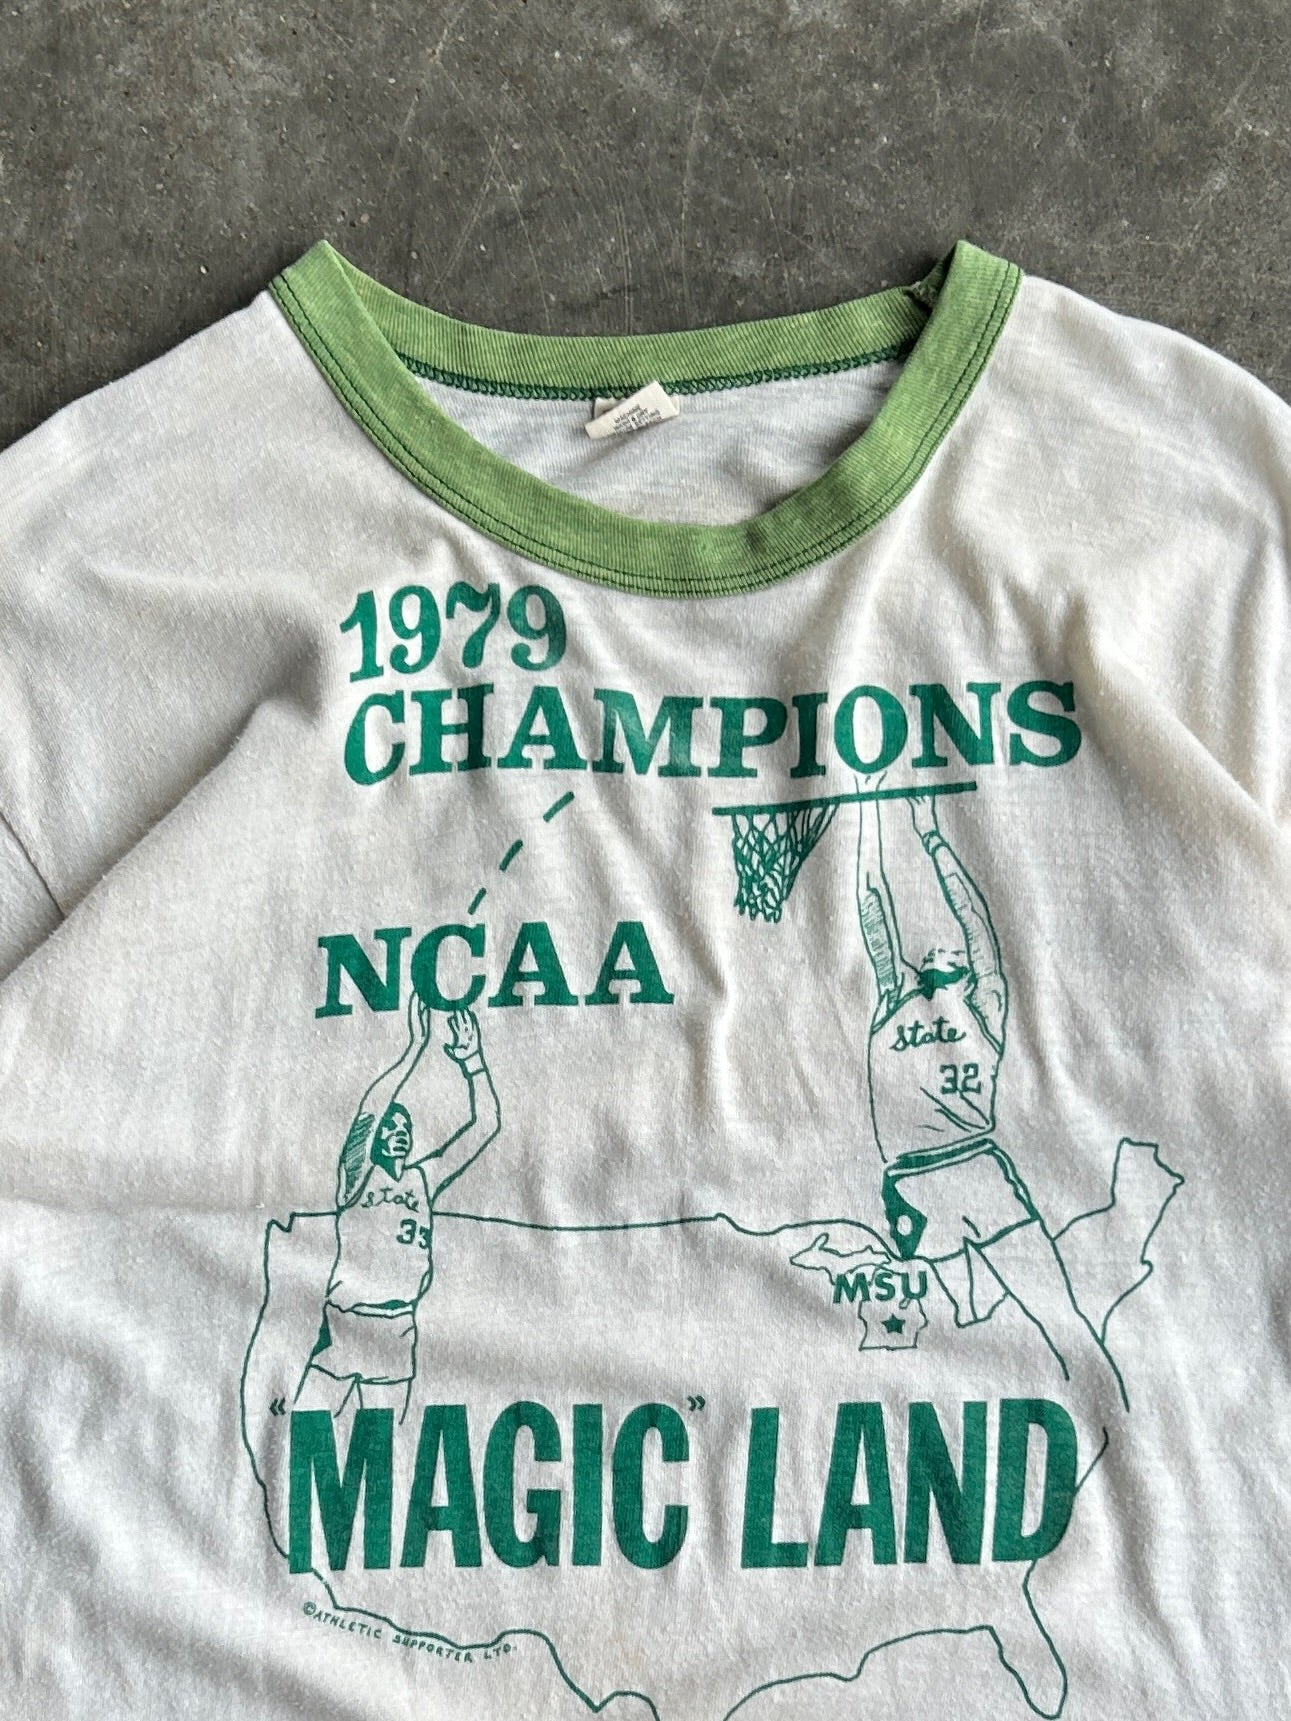 1979
CHAMPIONS
NCAA
State
32
State
33
MSU
"MAGIC" LAND
©ATHLETIC SUPPORTER LTD.